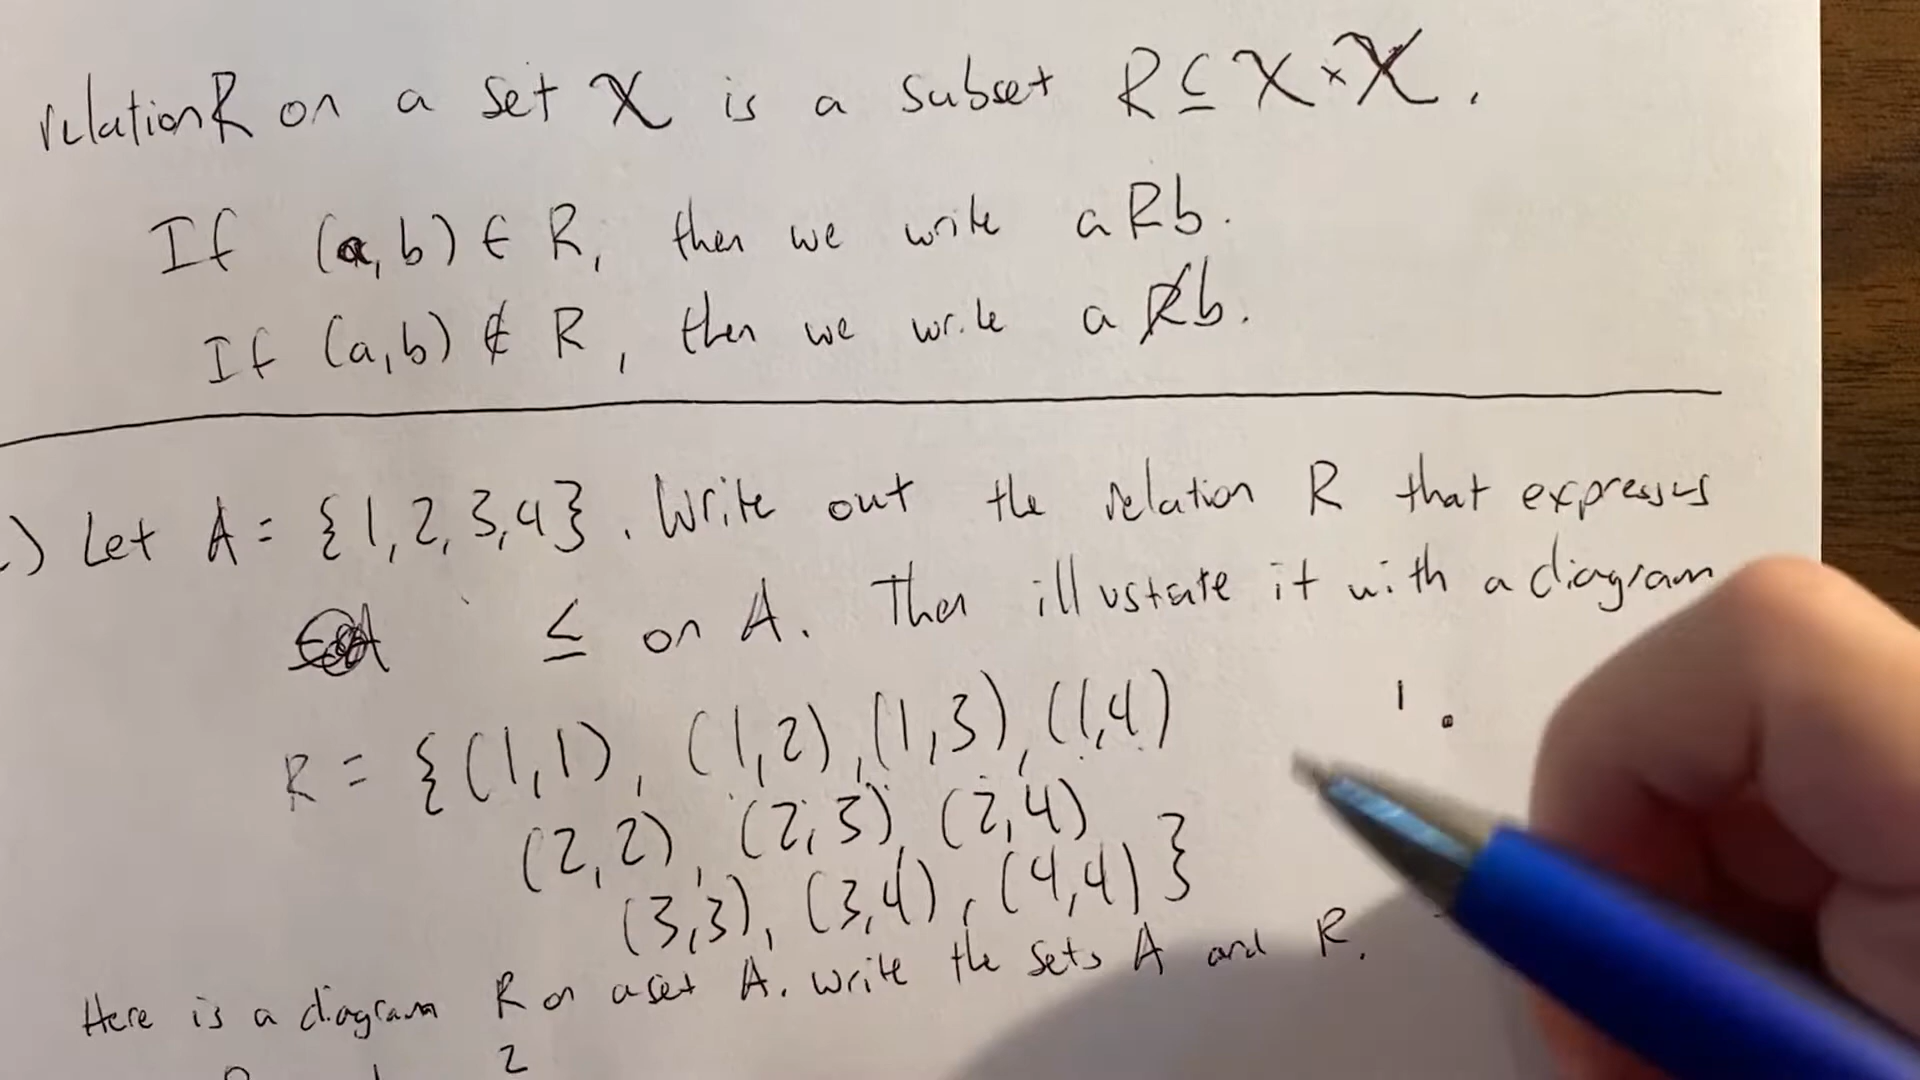 relation R on a set X is a subset R ⊆ X × X.
If (a, b) ∈ R, then we write a R b.
If (a, b) ∉ R, then we write a R̸ b.
.) Let A = {1, 2, 3, 4}. Write out the relation R that expresses
≤ on A. Then illustrate it with a diagram
R = {(1,1), (1,2), (1,3), (1,4)
1 .
(2,2), (2,3), (2,4)
(3,3), (3,4), (4,4)}
Here is a diagram R on a set A. Write the sets A and R.
2